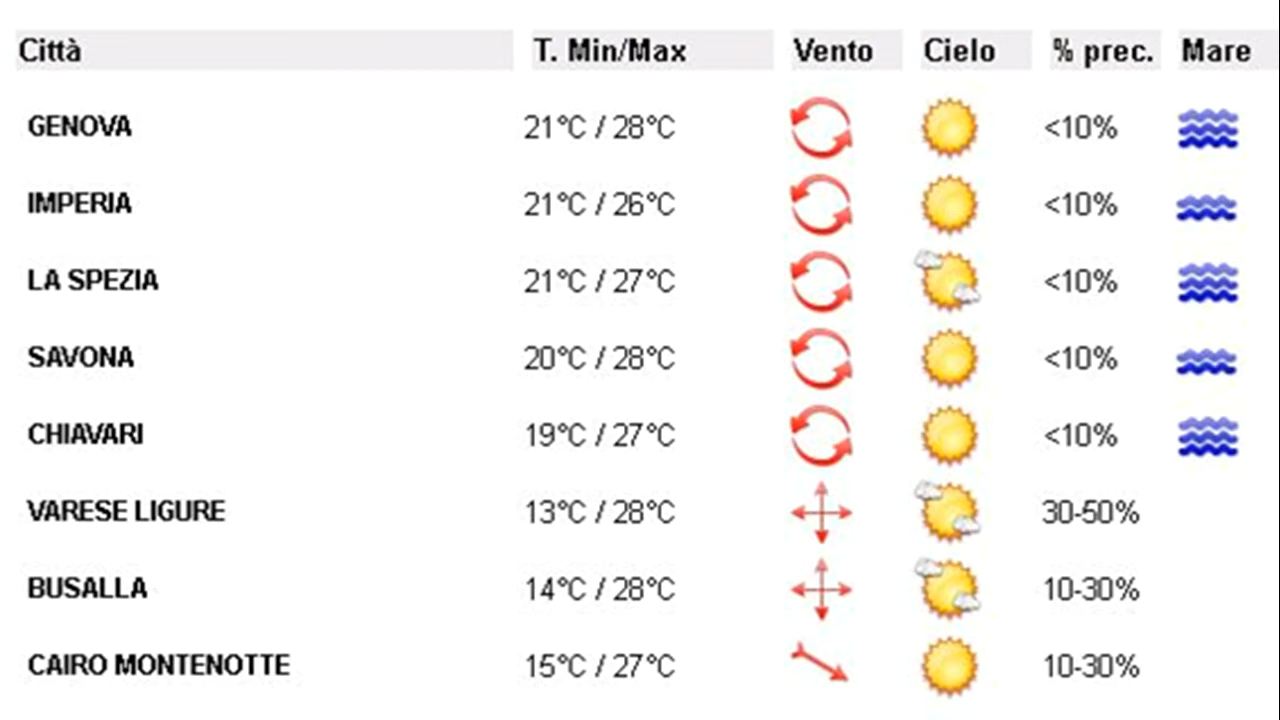 Città T. Min/Max Vento Cielo % prec. Mare
GENOVA 21°C / 28°C <10%
IMPERIA 21°C / 26°C <10%
LA SPEZIA 21°C / 27°C <10%
SAVONA 20°C / 28°C <10%
CHIAVARI 19°C / 27°C <10%
VARESE LIGURE 13°C / 28°C 30-50%
BUSALLA 14°C / 28°C 10-30%
CAIRO MONTENOTTE 15°C / 27°C 10-30%